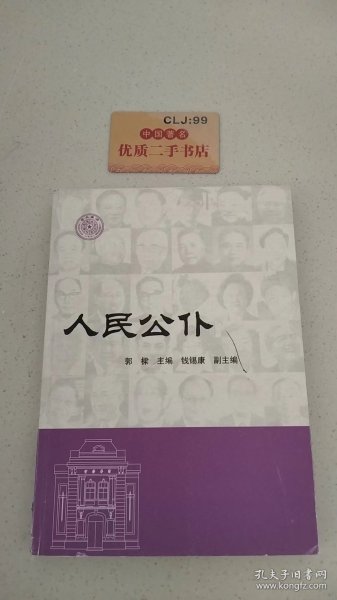 CLJ:99
中国著名
优质二手书店
人民公仆
郭樑 主编 钱锡康 副主编
孔夫子旧书网
www.kongfz.com